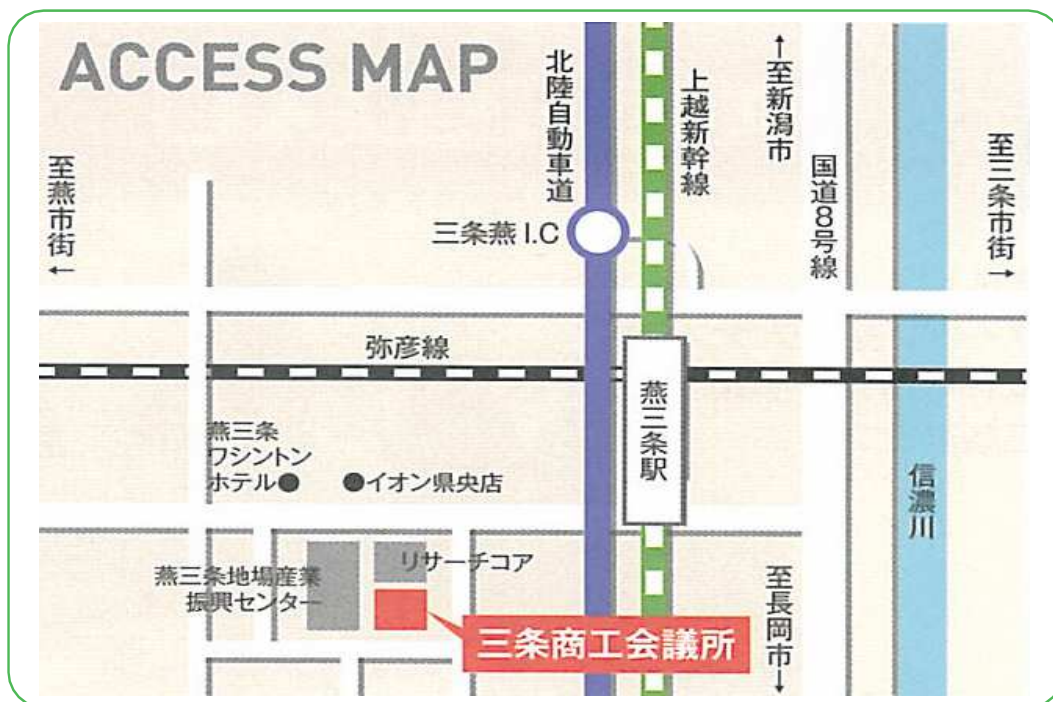 ACCESS MAP
北陸自動車道
上越新幹線
↑至新潟市
国道8号線
至三条市街→
至燕市街←
三条燕 I.C
弥彦線
燕三条駅
燕三条
ワシントン
ホテル●
●イオン県央店
信濃川
リサーチコア
燕三条地場産業
振興センター
三条商工会議所
至長岡市↓